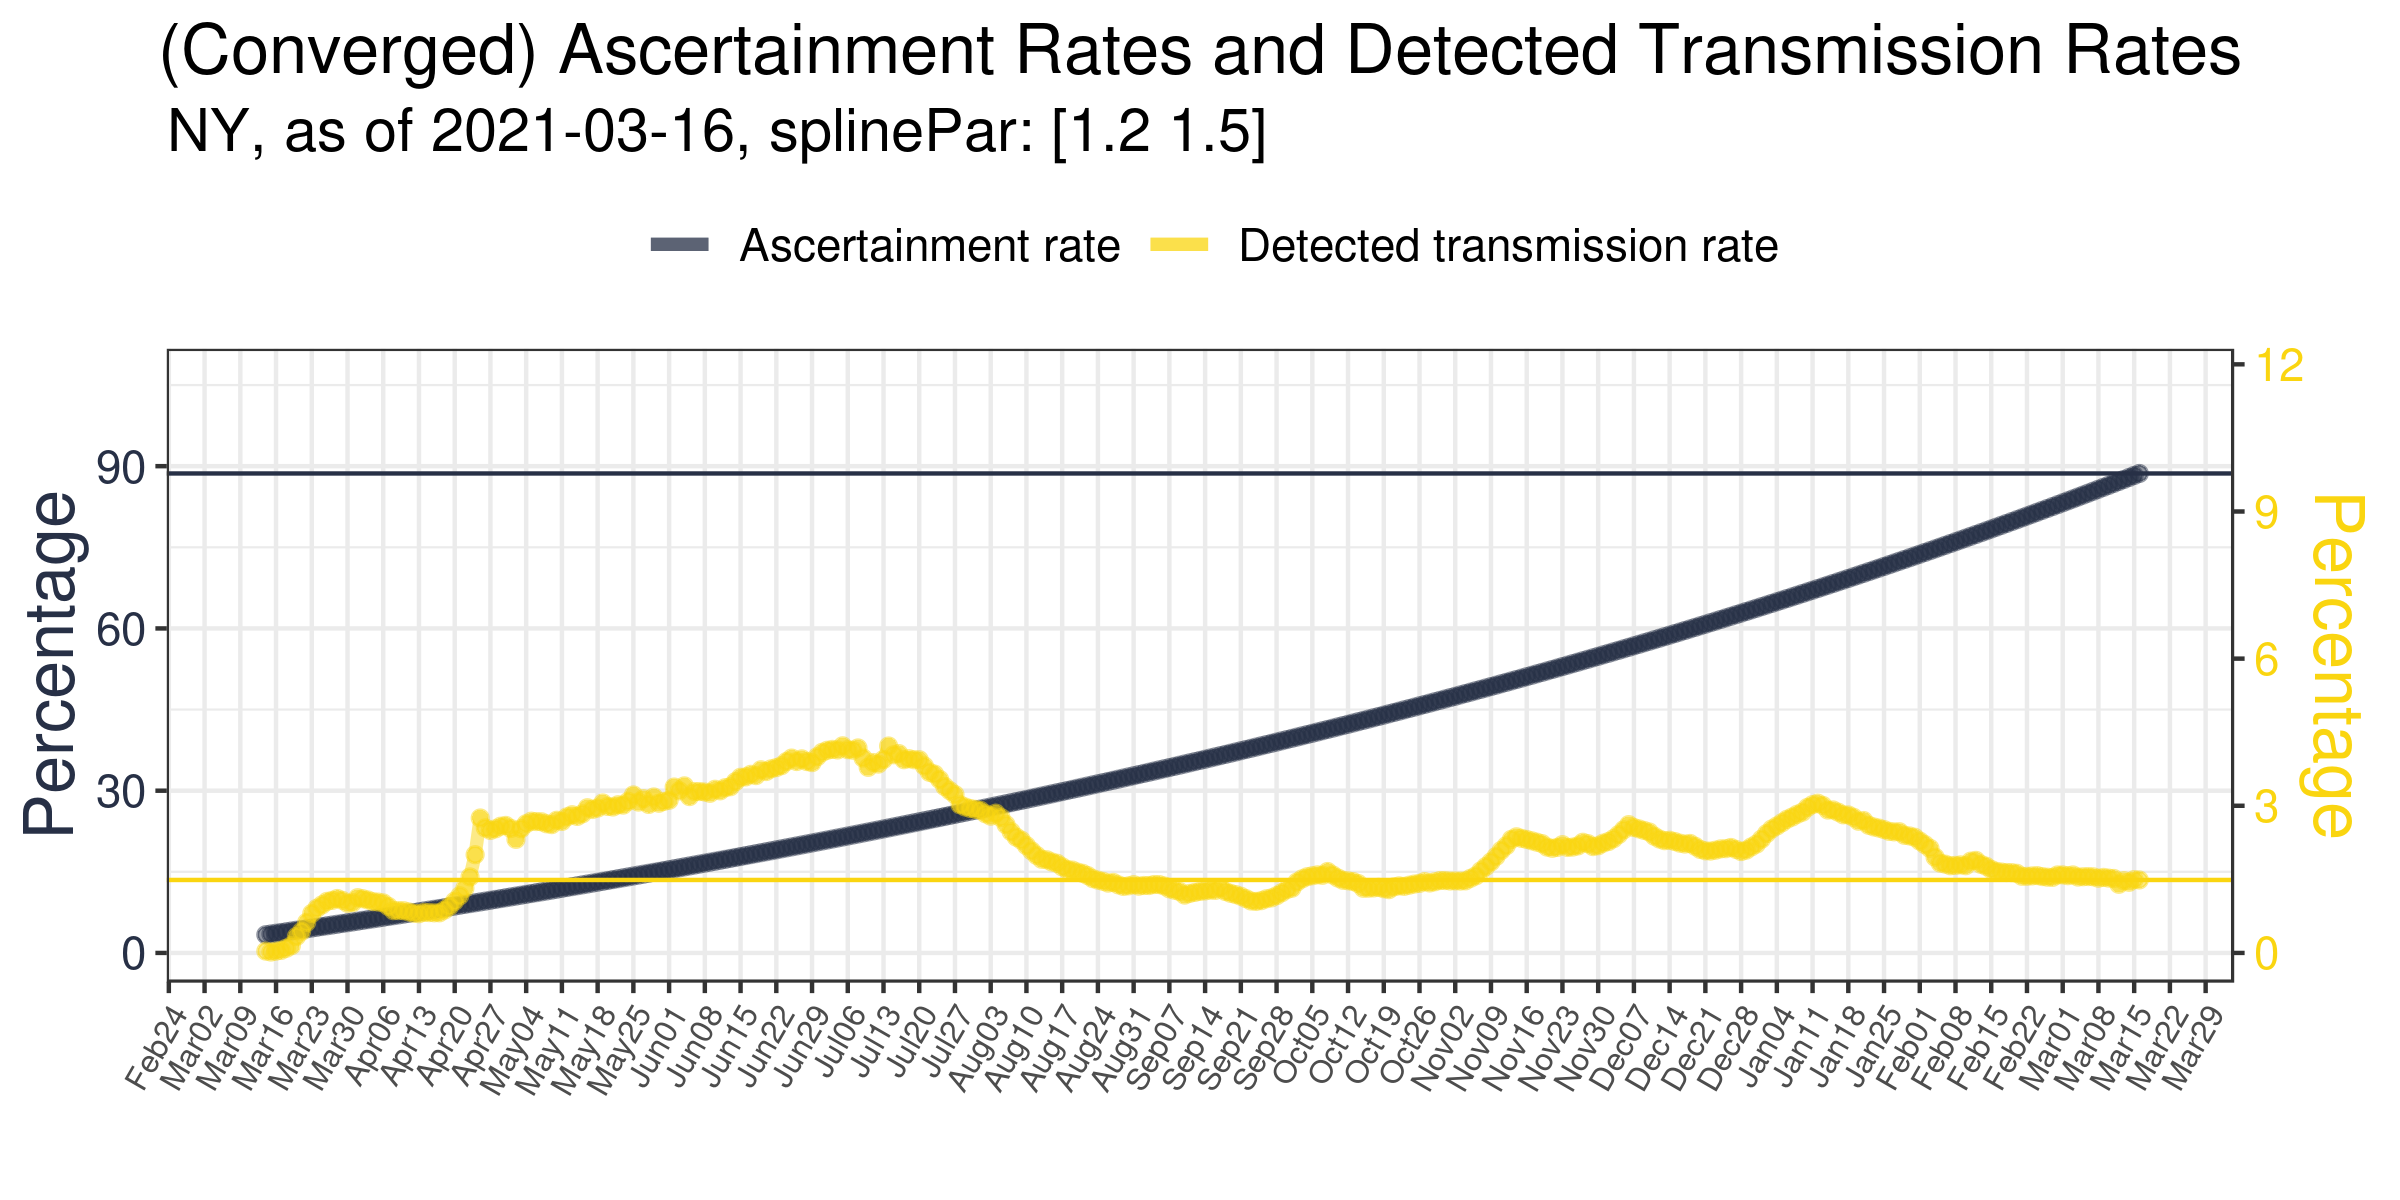 (Converged) Ascertainment Rates and Detected Transmission Rates
NY, as of 2021-03-16, splinePar: [1.2 1.5]
Ascertainment rate
Detected transmission rate
Percentage
90
60
30
0
12
9
6
3
0
Percentage
Feb24
Mar02
Mar09
Mar16
Mar23
Mar30
Apr06
Apr13
Apr20
Apr27
May04
May11
May18
May25
Jun01
Jun08
Jun15
Jun22
Jun29
Jul06
Jul13
Jul20
Jul27
Aug03
Aug10
Aug17
Aug24
Aug31
Sep07
Sep14
Sep21
Sep28
Oct05
Oct12
Oct19
Oct26
Nov02
Nov09
Nov16
Nov23
Nov30
Dec07
Dec14
Dec21
Dec28
Jan04
Jan11
Jan18
Jan25
Feb01
Feb08
Feb15
Feb22
Mar01
Mar08
Mar15
Mar22
Mar29